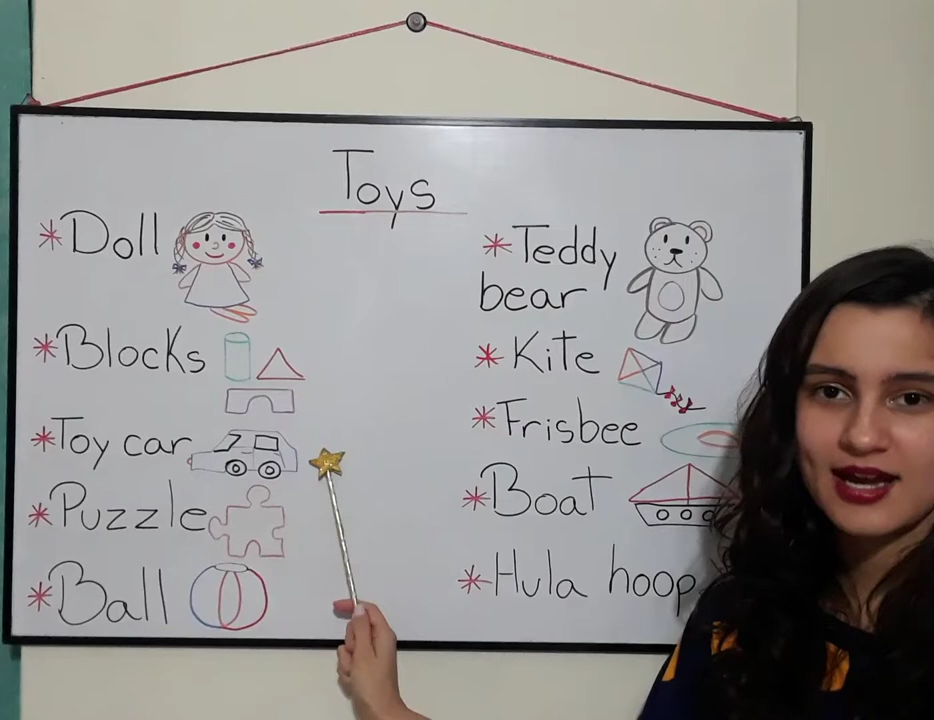 Toys
* Doll
* Blocks
* Toy car
* Puzzle
* Ball
* Teddy
bear
* Kite
* Frisbee
* Boat
* Hula hoop